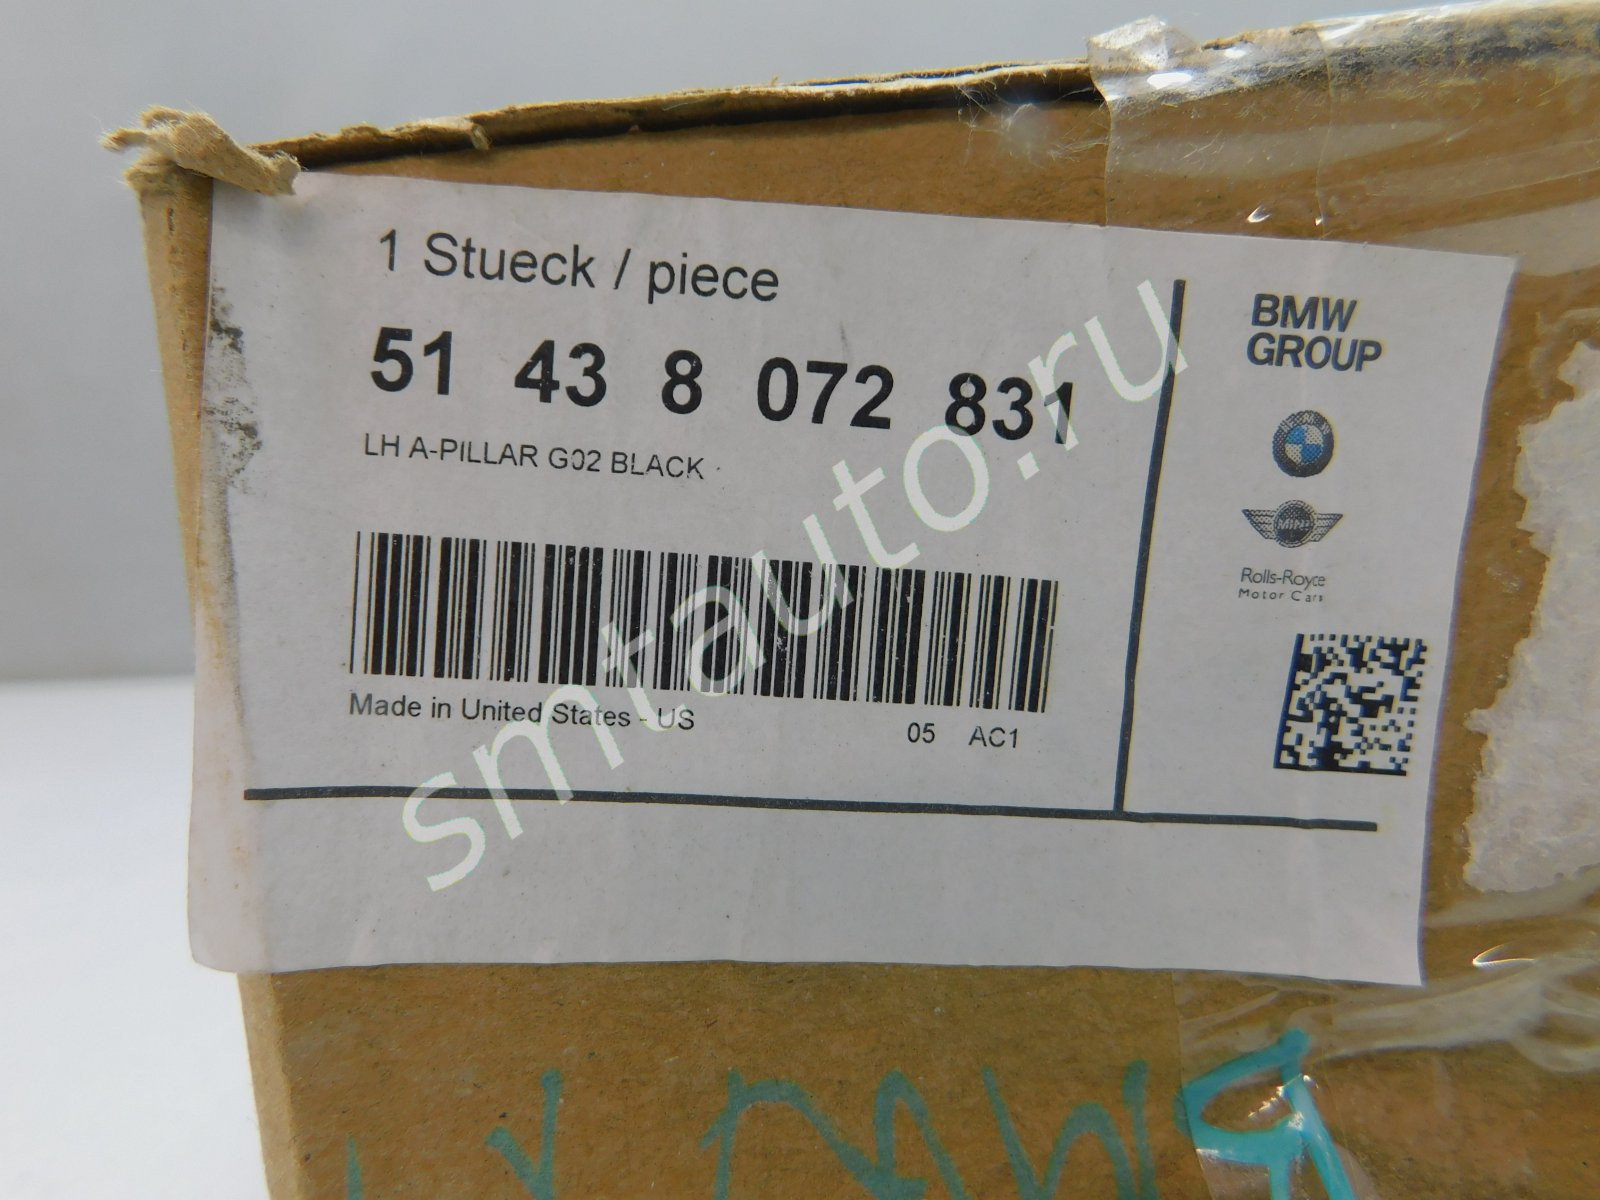 1 Stueck / piece
51 43 8 072 831
LH A-PILLAR G02 BLACK
Made in United States - US
05 AC1
BMW
GROUP
MINI
Rolls-Royce
Motor Cars
smtauto.ru